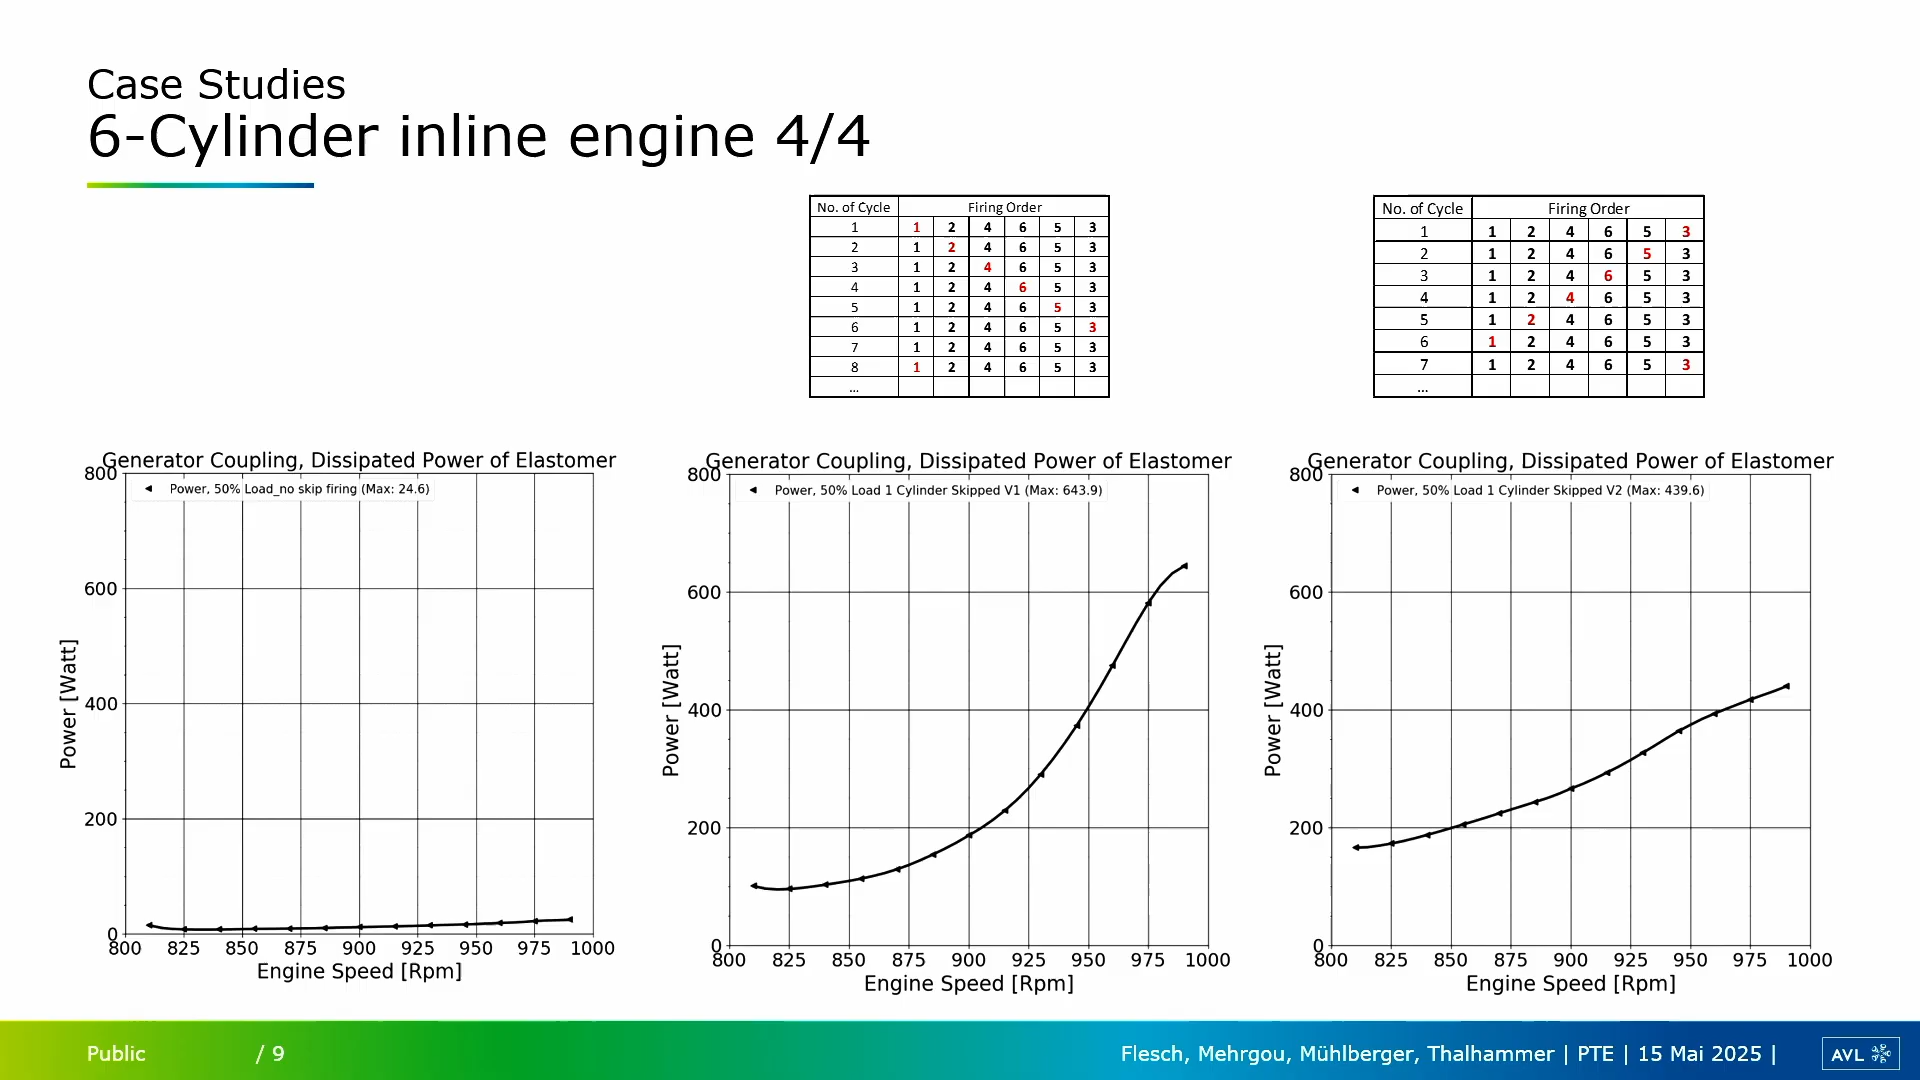 Case Studies
6-Cylinder inline engine 4/4
No. of Cycle Firing Order
1 1 2 4 6 5 3
2 1 2 4 6 5 3
3 1 2 4 6 5 3
4 1 2 4 6 5 3
5 1 2 4 6 5 3
6 1 2 4 6 5 3
7 1 2 4 6 5 3
8 1 2 4 6 5 3
...
No. of Cycle Firing Order
1 1 2 4 6 5 3
2 1 2 4 6 5 3
3 1 2 4 6 5 3
4 1 2 4 6 5 3
5 1 2 4 6 5 3
6 1 2 4 6 5 3
7 1 2 4 6 5 3
...
Generator Coupling, Dissipated Power of Elastomer
Power, 50% Load_no skip firing (Max: 24.6)
800
600
400
200
0
Power [Watt]
800 825 850 875 900 925 950 975 1000
Engine Speed [Rpm]
Generator Coupling, Dissipated Power of Elastomer
Power, 50% Load 1 Cylinder Skipped V1 (Max: 643.9)
800
600
400
200
0
Power [Watt]
800 825 850 875 900 925 950 975 1000
Engine Speed [Rpm]
Generator Coupling, Dissipated Power of Elastomer
Power, 50% Load 1 Cylinder Skipped V2 (Max: 439.6)
800
600
400
200
0
Power [Watt]
800 825 850 875 900 925 950 975 1000
Engine Speed [Rpm]
Public / 9 Flesch, Mehrgou, Mühlberger, Thalhammer | PTE | 15 Mai 2025 | AVL